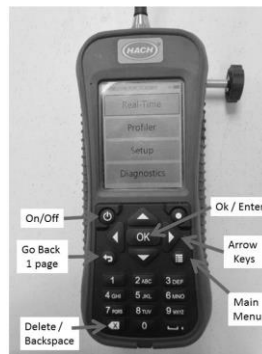 HACH
Real-Time
Profiler
Setup
Diagnostics
On/Off
Ok / Enter
OK
Go Back
1 page
Arrow
Keys
1
2 ABC
3 DEF
4 GHI
5 JKL
6 MNO
7 PQRS
8 TUV
9 WXYZ
0
Main
Menu
Delete /
Backspace